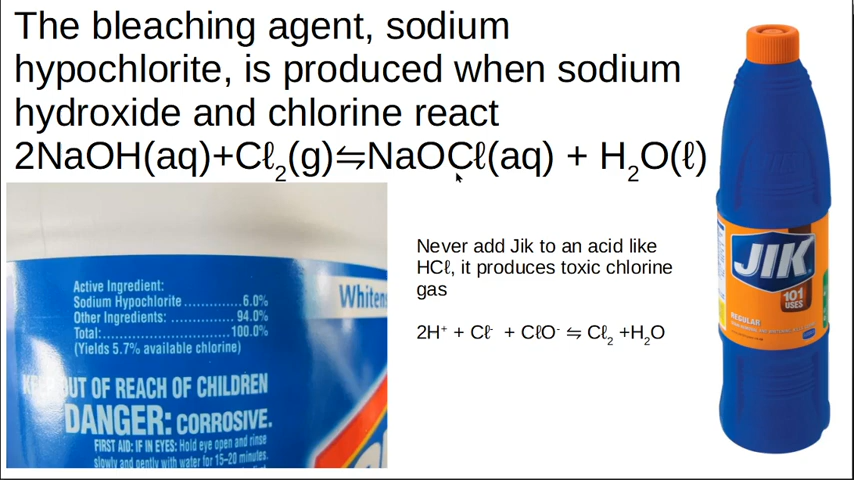 The bleaching agent, sodium
hypochlorite, is produced when sodium
hydroxide and chlorine react
2NaOH(aq)+Cℓ₂(g)⇋NaOCℓ(aq) + H₂O(ℓ)
Active Ingredient:
Sodium Hypochlorite ..................6.0%
Other Ingredients: ....................94.0%
Total:......................................100.0%
(Yields 5.7% available chlorine)
Whitens
KEEP OUT OF REACH OF CHILDREN
DANGER: CORROSIVE.
FIRST AID: IF IN EYES: Hold eye open and rinse
slowly and gently with water for 15–20 minutes.
Never add Jik to an acid like
HCℓ, it produces toxic chlorine
gas
2H⁺ + Cℓ⁻ + CℓO⁻ ⇋ Cℓ₂ +H₂O
JIK
101
USES
REGULAR